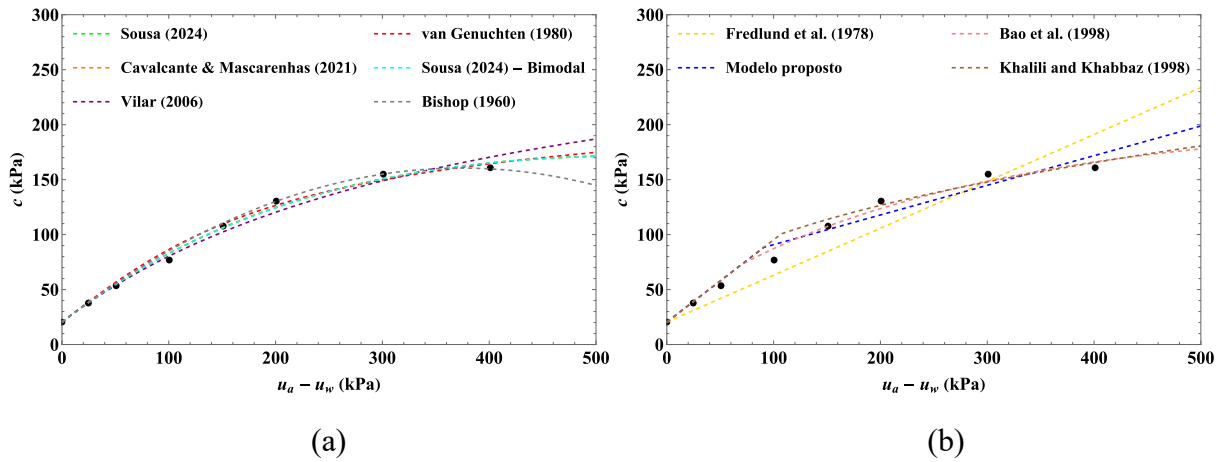 300
250
200
150
100
50
0
c (kPa)
Sousa (2024)
van Genuchten (1980)
Cavalcante & Mascarenhas (2021)
Sousa (2024) – Bimodal
Vilar (2006)
Bishop (1960)
0 100 200 300 400 500
u_a − u_w (kPa)
(a)
300
250
200
150
100
50
0
c (kPa)
Fredlund et al. (1978)
Bao et al. (1998)
Modelo proposto
Khalili and Khabbaz (1998)
0 100 200 300 400 500
u_a − u_w (kPa)
(b)